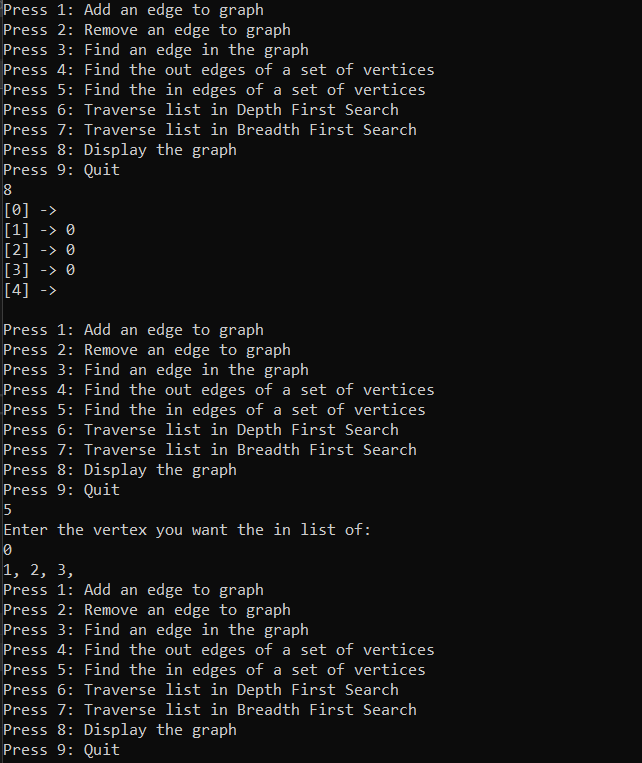 Press 1: Add an edge to graph
Press 2: Remove an edge to graph
Press 3: Find an edge in the graph
Press 4: Find the out edges of a set of vertices
Press 5: Find the in edges of a set of vertices
Press 6: Traverse list in Depth First Search
Press 7: Traverse list in Breadth First Search
Press 8: Display the graph
Press 9: Quit
8
[0] ->
[1] -> 0
[2] -> 0
[3] -> 0
[4] ->
Press 1: Add an edge to graph
Press 2: Remove an edge to graph
Press 3: Find an edge in the graph
Press 4: Find the out edges of a set of vertices
Press 5: Find the in edges of a set of vertices
Press 6: Traverse list in Depth First Search
Press 7: Traverse list in Breadth First Search
Press 8: Display the graph
Press 9: Quit
5
Enter the vertex you want the in list of:
0
1, 2, 3,
Press 1: Add an edge to graph
Press 2: Remove an edge to graph
Press 3: Find an edge in the graph
Press 4: Find the out edges of a set of vertices
Press 5: Find the in edges of a set of vertices
Press 6: Traverse list in Depth First Search
Press 7: Traverse list in Breadth First Search
Press 8: Display the graph
Press 9: Quit